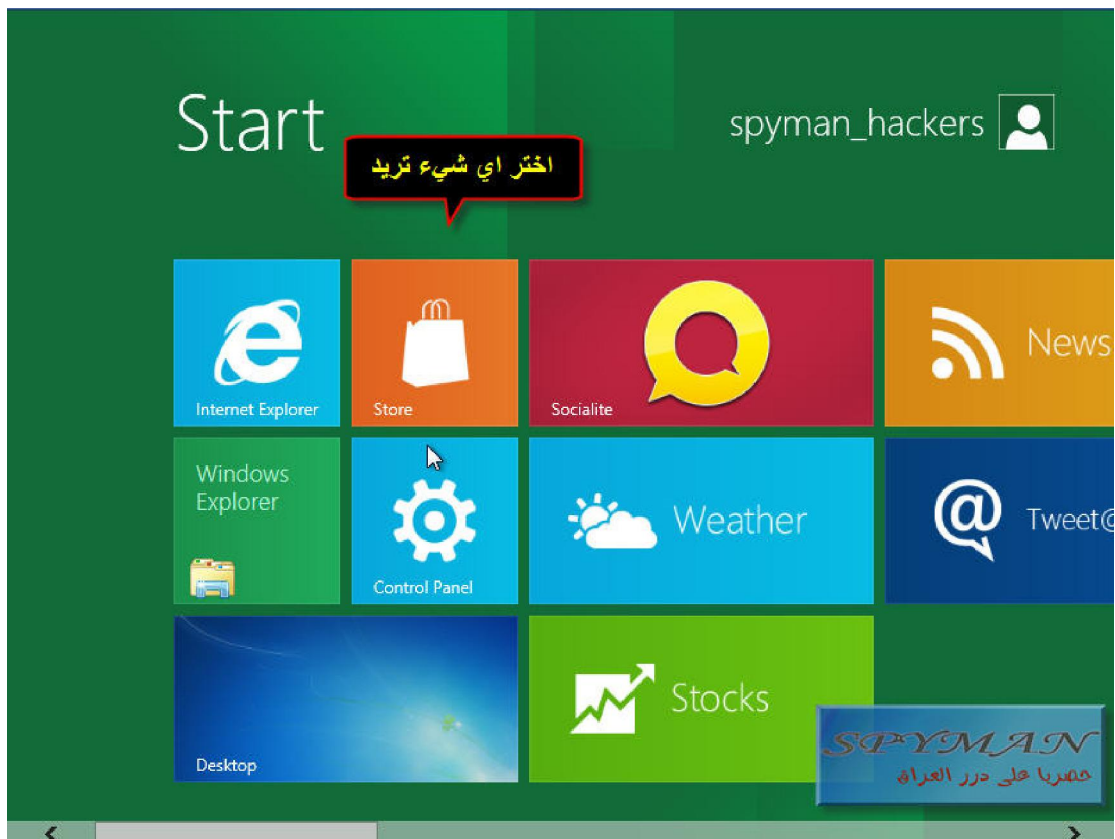 Start
spyman_hackers
اختر اي شيء تريد
Internet Explorer
Store
Socialite
News
Windows
Explorer
Control Panel
Weather
Tweet@
Desktop
Stocks
SPYMAN
حصريا على درر العراق